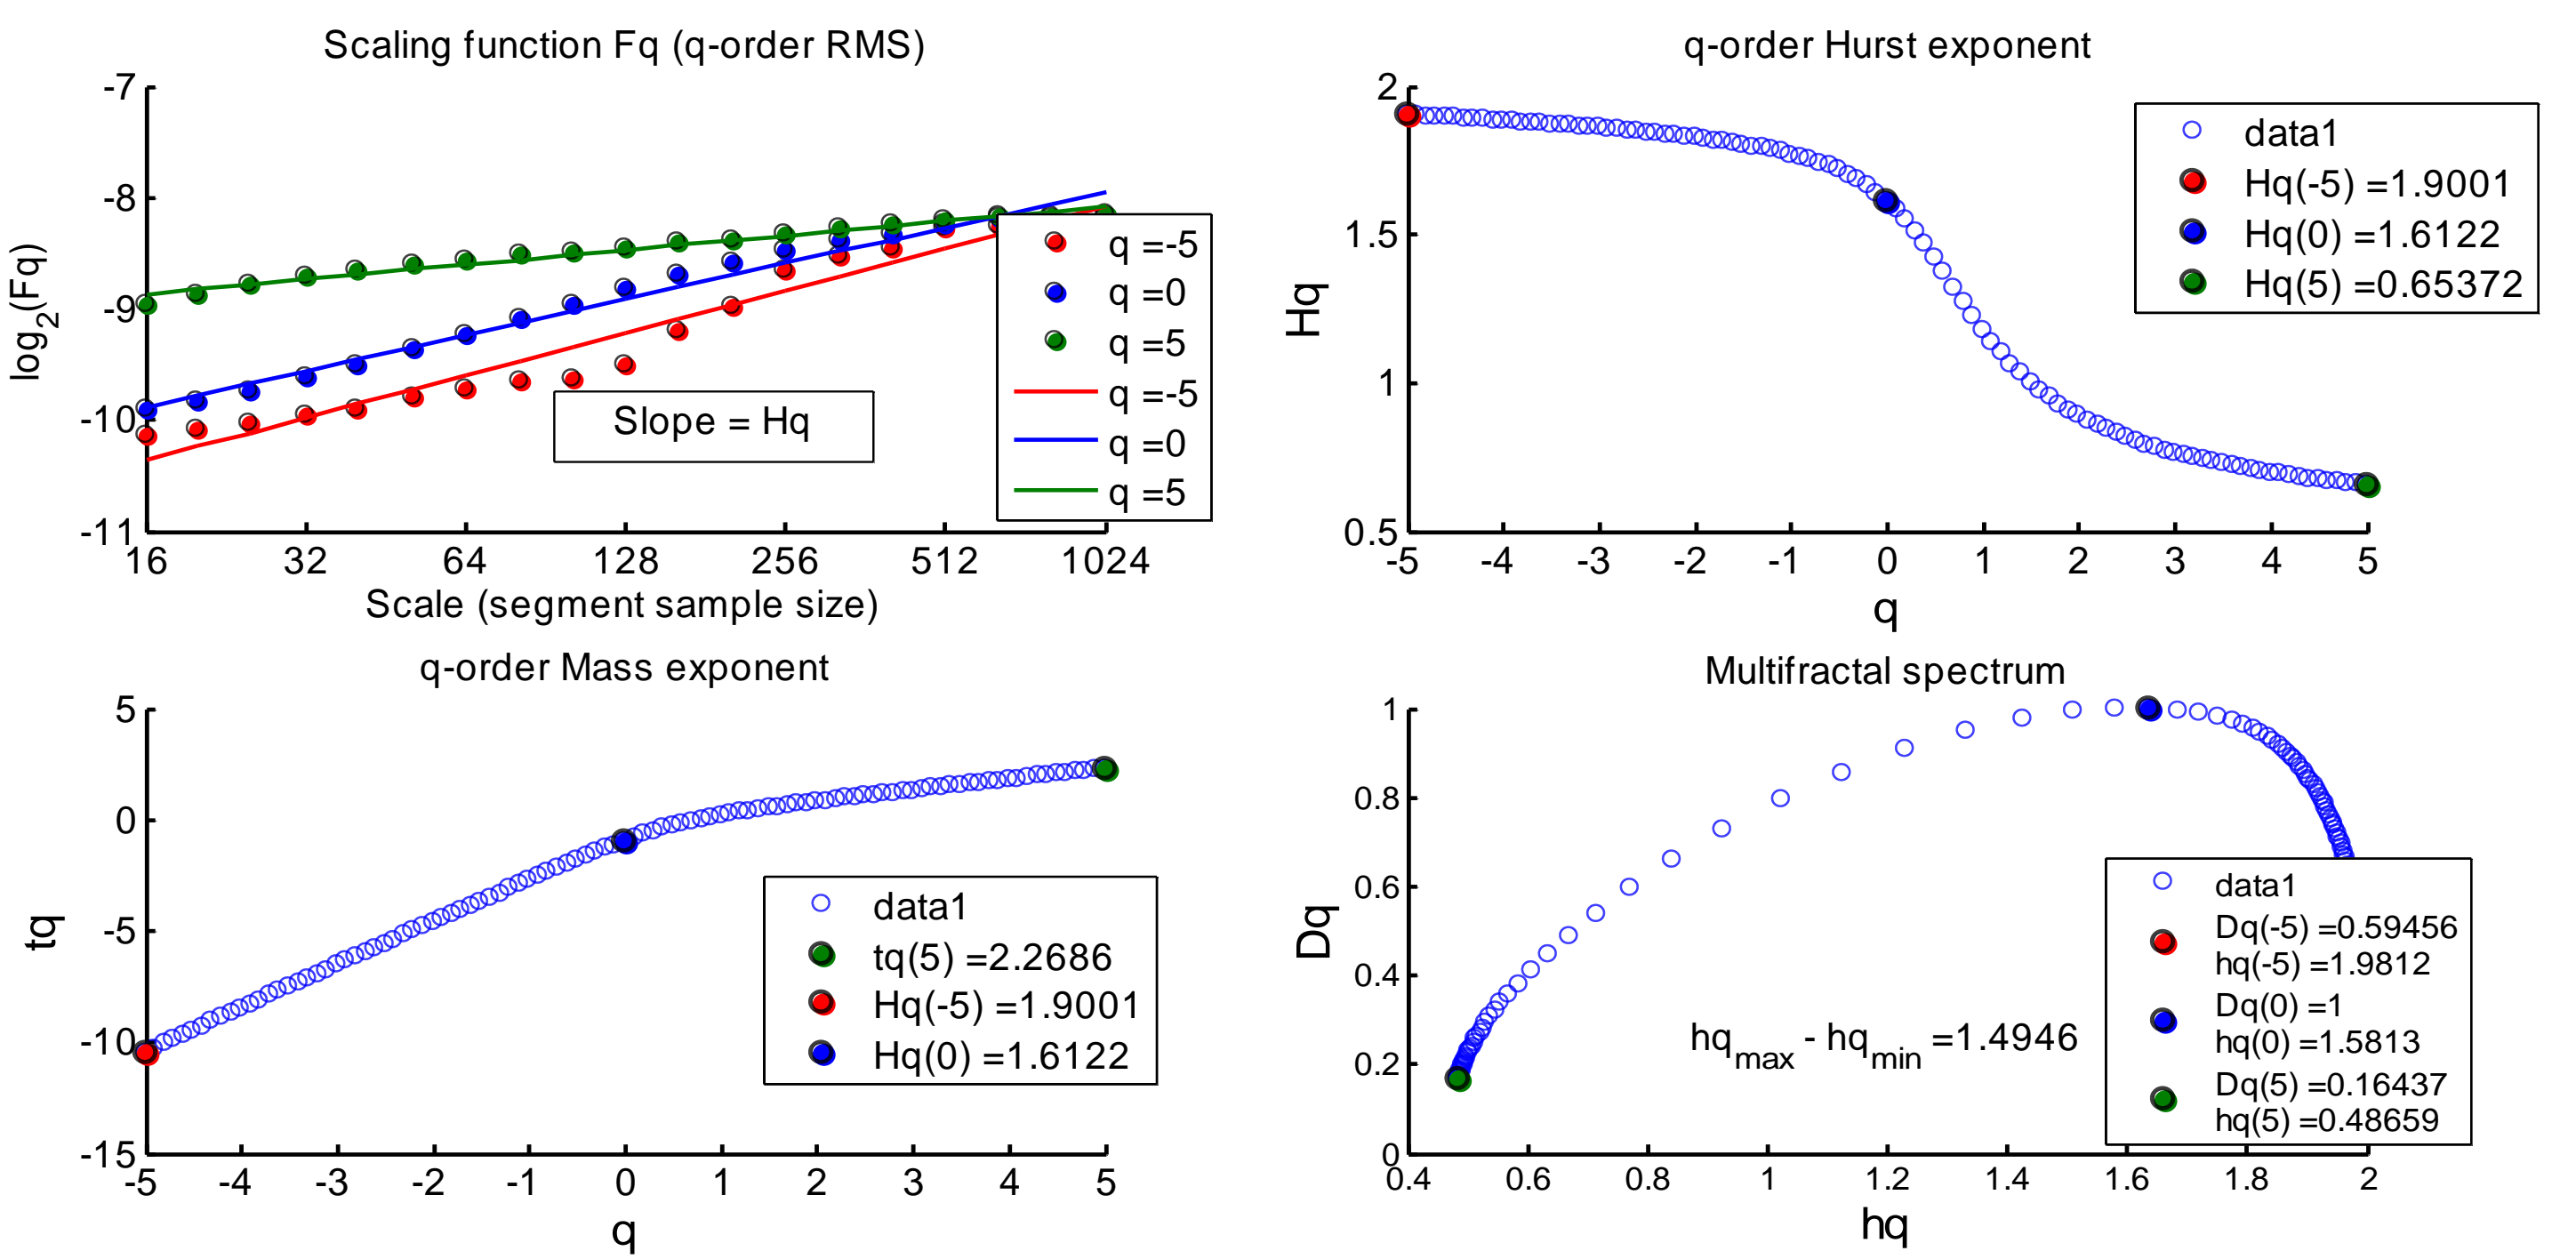 Scaling function Fq (q-order RMS)
-7
-8
-9
-10
-11
log2(Fq)
q =-5
q =0
q =5
q =-5
q =0
q =5
Slope = Hq
16 32 64 128 256 512 1024
Scale (segment sample size)
q-order Hurst exponent
2
1.5
1
0.5
Hq
data1
Hq(-5) =1.9001
Hq(0) =1.6122
Hq(5) =0.65372
-5 -4 -3 -2 -1 0 1 2 3 4 5
q
q-order Mass exponent
5
0
-5
-10
-15
tq
data1
tq(5) =2.2686
Hq(-5) =1.9001
Hq(0) =1.6122
-5 -4 -3 -2 -1 0 1 2 3 4 5
q
Multifractal spectrum
1
0.8
0.6
0.4
0.2
0
Dq
data1
Dq(-5) =0.59456
hq(-5) =1.9812
Dq(0) =1
hq(0) =1.5813
Dq(5) =0.16437
hq(5) =0.48659
hqmax - hqmin =1.4946
0.4 0.6 0.8 1 1.2 1.4 1.6 1.8 2
hq